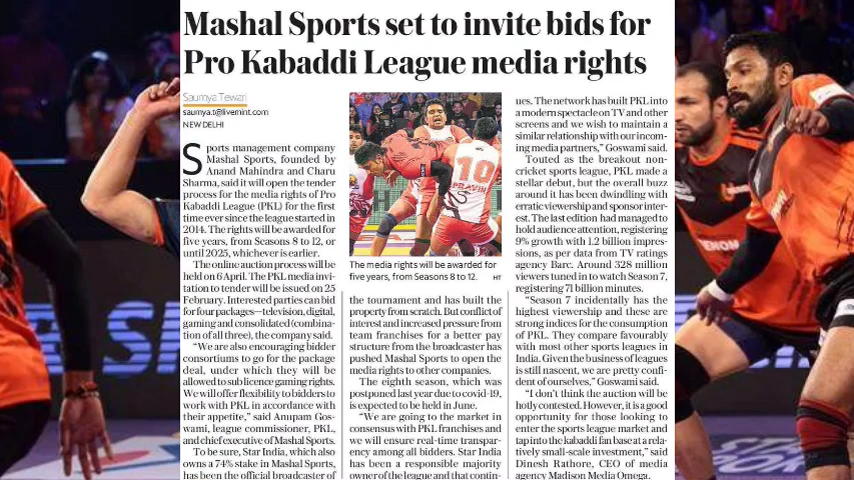 Mashal Sports set to invite bids for
Pro Kabaddi League media rights
Saumya Tewari
saumya.t@livemint.com
NEW DELHI
Sports management company
Mashal Sports, founded by
Anand Mahindra and Charu
Sharma, said it will open the tender
process for the media rights of Pro
Kabaddi League (PKL) for the first
time ever since the league started in
2014. The rights will be awarded for
five years, from Seasons 8 to 12, or
until 2025, whichever is earlier.
The online auction process will be
held on 6 April. The PKL media invi-
tation to tender will be issued on 25
February. Interested parties can bid
for four packages—television, digital,
gaming and consolidated (combina-
tion of all three), the company said.
"We are also encouraging bidder
consortiums to go for the package
deal, under which they will be
allowed to sub licence gaming rights.
We will offer flexibility to bidders to
work with PKL in accordance with
their appetite," said Anupam Gos-
wami, league commissioner, PKL,
and chief executive of Mashal Sports.
To be sure, Star India, which also
owns a 74% stake in Mashal Sports,
has been the official broadcaster of
10
PRAVIN
The media rights will be awarded for
five years, from Seasons 8 to 12. HT
the tournament and has built the
property from scratch. But conflict of
interest and increased pressure from
team franchises for a better pay
structure from the broadcaster has
pushed Mashal Sports to open the
media rights to other companies.
The eighth season, which was
postponed last year due to covid-19,
is expected to be held in June.
"We are going to the market in
consensus with PKL franchises and
we will ensure real-time transpar-
ency among all bidders. Star India
has been a responsible majority
owner of the league and that contin-
ues. The network has built PKL into
a modern spectacle on TV and other
screens and we wish to maintain a
similar relationship with our incom-
ing media partners," Goswami said.
Touted as the breakout non-
cricket sports league, PKL made a
stellar debut, but the overall buzz
around it has been dwindling with
erratic viewership and sponsor inter-
est. The last edition had managed to
hold audience attention, registering
9% growth with 1.2 billion impres-
sions, as per data from TV ratings
agency Barc. Around 328 million
viewers tuned in to watch Season 7,
registering 71 billion minutes.
"Season 7 incidentally has the
highest viewership and these are
strong indices for the consumption
of PKL. They compare favourably
with most other sports leagues in
India. Given the business of leagues
is still nascent, we are pretty confi-
dent of ourselves," Goswami said.
"I don't think the auction will be
hotly contested. However, it is a good
opportunity for those looking to
enter the sports league market and
tap into the kabaddi fan base at a rela-
tively small-scale investment," said
Dinesh Rathore, CEO of media
agency Madison Media Omega.